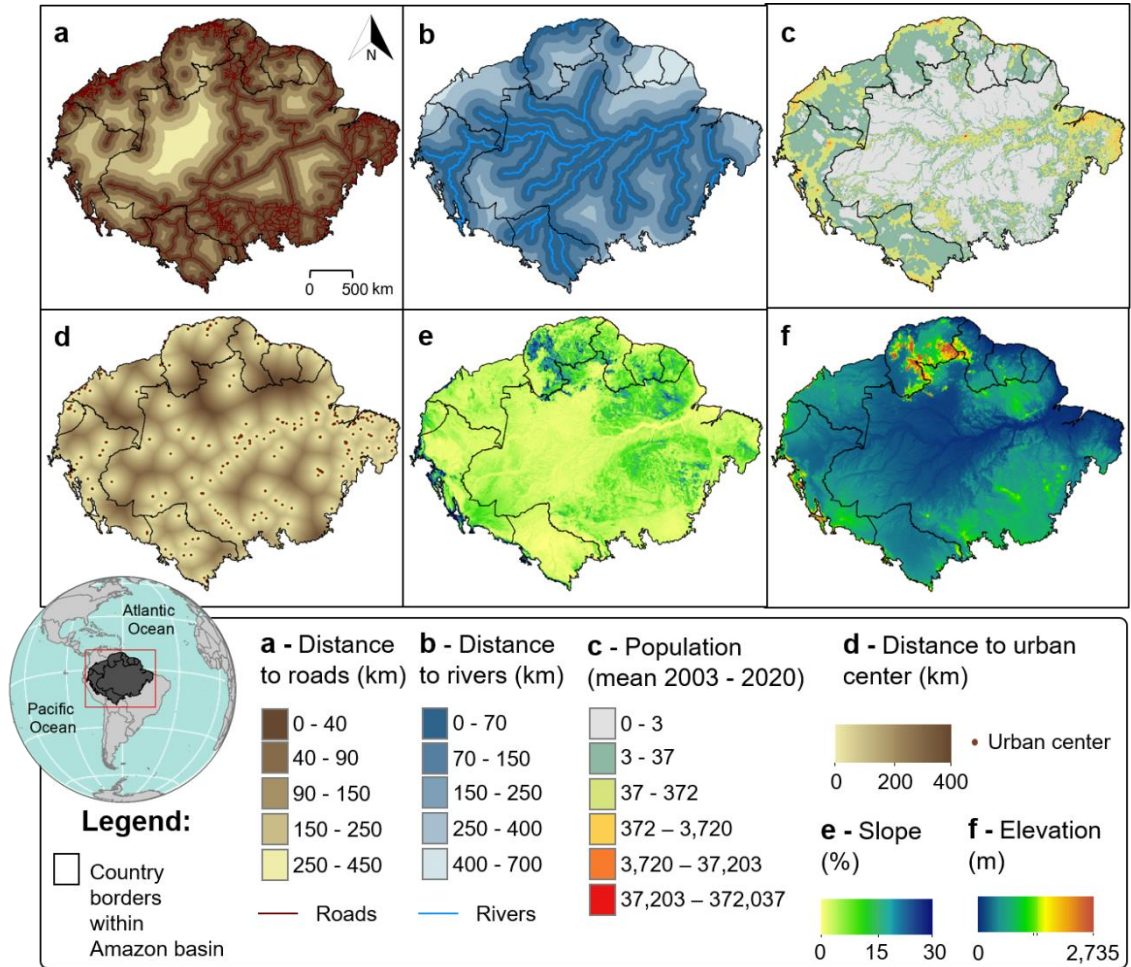 a
N
0 500 km
b
c
d
e
f
Atlantic
Ocean
Pacific
Ocean
Legend:
Country
borders
within
Amazon basin
a - Distance
to roads (km)
0 - 40
40 - 90
90 - 150
150 - 250
250 - 450
Roads
b - Distance
to rivers (km)
0 - 70
70 - 150
150 - 250
250 - 400
400 - 700
Rivers
c - Population
(mean 2003 - 2020)
0 - 3
3 - 37
37 - 372
372 – 3,720
3,720 – 37,203
37,203 – 372,037
d - Distance to urban
center (km)
0 200 400
Urban center
e - Slope
(%)
0 15 30
f - Elevation
(m)
0 2,735